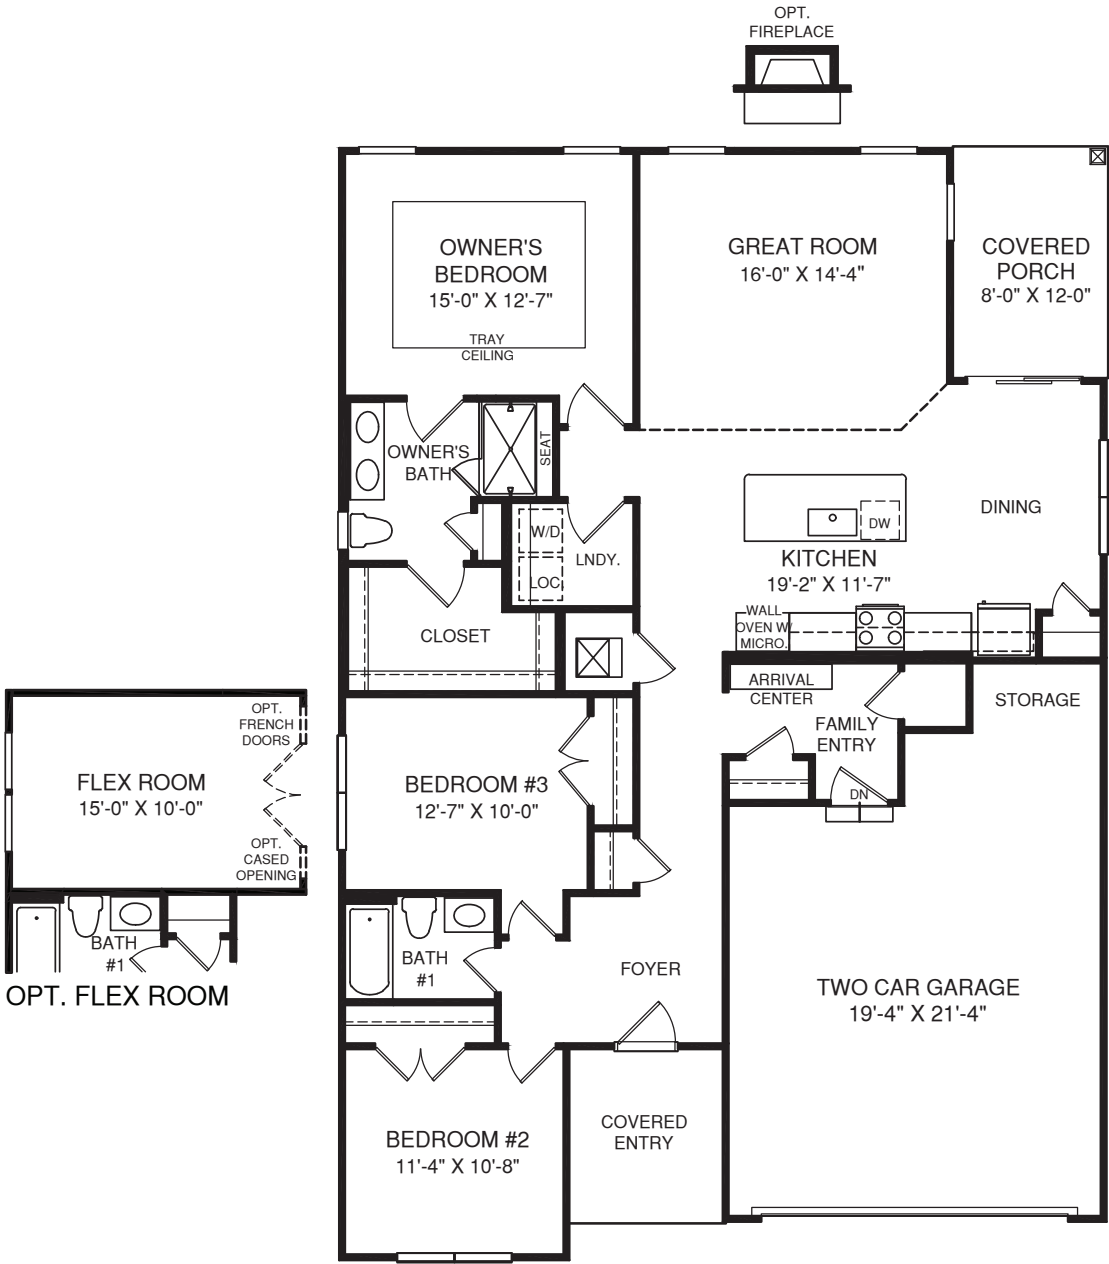 OPT.
FIREPLACE
OWNER'S
BEDROOM
15'-0" X 12'-7"
TRAY
CEILING
GREAT ROOM
16'-0" X 14'-4"
COVERED
PORCH
8'-0" X 12-0"
OWNER'S
BATH
SEAT
W/D
LOC.
LNDY.
DW
KITCHEN
19'-2" X 11'-7"
DINING
CLOSET
WALL
OVEN W/
MICRO.
ARRIVAL
CENTER
FAMILY
ENTRY
STORAGE
DN
OPT.
FRENCH
DOORS
FLEX ROOM
15'-0" X 10'-0"
OPT.
CASED
OPENING
BATH
#1
OPT. FLEX ROOM
BEDROOM #3
12'-7" X 10'-0"
BATH
#1
FOYER
TWO CAR GARAGE
19'-4" X 21'-4"
BEDROOM #2
11'-4" X 10'-8"
COVERED
ENTRY